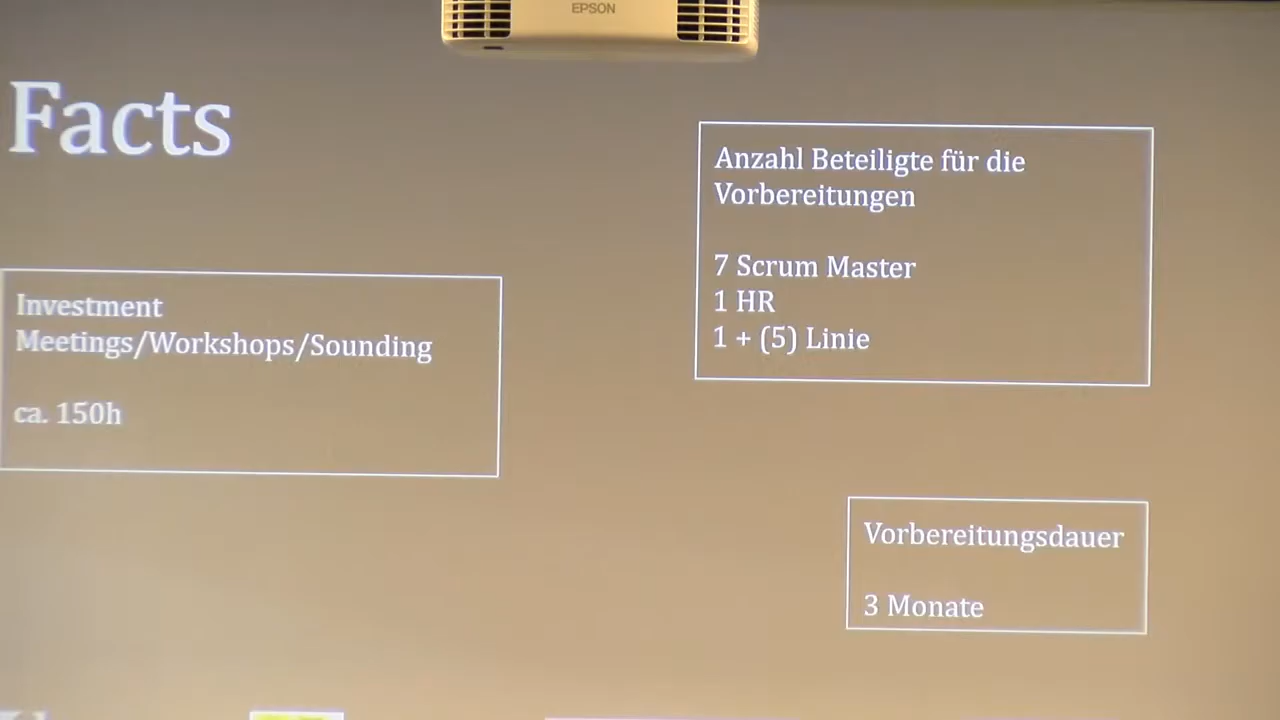 EPSON
Facts
Anzahl Beteiligte für die
Vorbereitungen
7 Scrum Master
1 HR
1 + (5) Linie
Investment
Meetings/Workshops/Sounding
ca. 150h
Vorbereitungsdauer
3 Monate